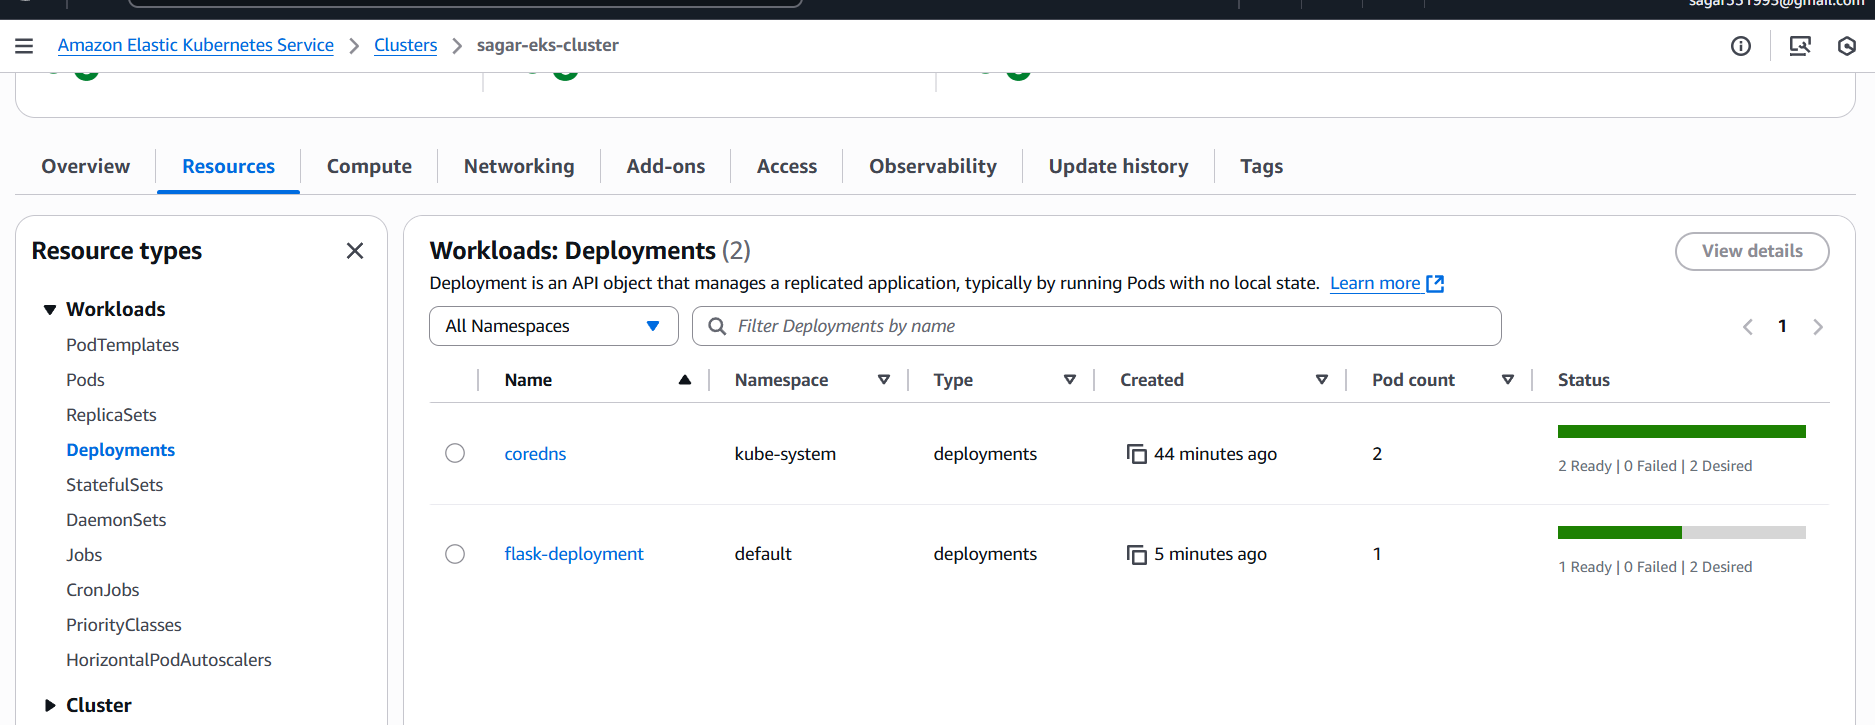 Amazon Elastic Kubernetes Service > Clusters > sagar-eks-cluster
Overview Resources Compute Networking Add-ons Access Observability Update history Tags
Resource types
Workloads
PodTemplates
Pods
ReplicaSets
Deployments
StatefulSets
DaemonSets
Jobs
CronJobs
PriorityClasses
HorizontalPodAutoscalers
Cluster
Workloads: Deployments (2)
View details
Deployment is an API object that manages a replicated application, typically by running Pods with no local state. Learn more
All Namespaces
Filter Deployments by name
1
Name Namespace Type Created Pod count Status
coredns kube-system deployments 44 minutes ago 2
2 Ready | 0 Failed | 2 Desired
flask-deployment default deployments 5 minutes ago 1
1 Ready | 0 Failed | 2 Desired